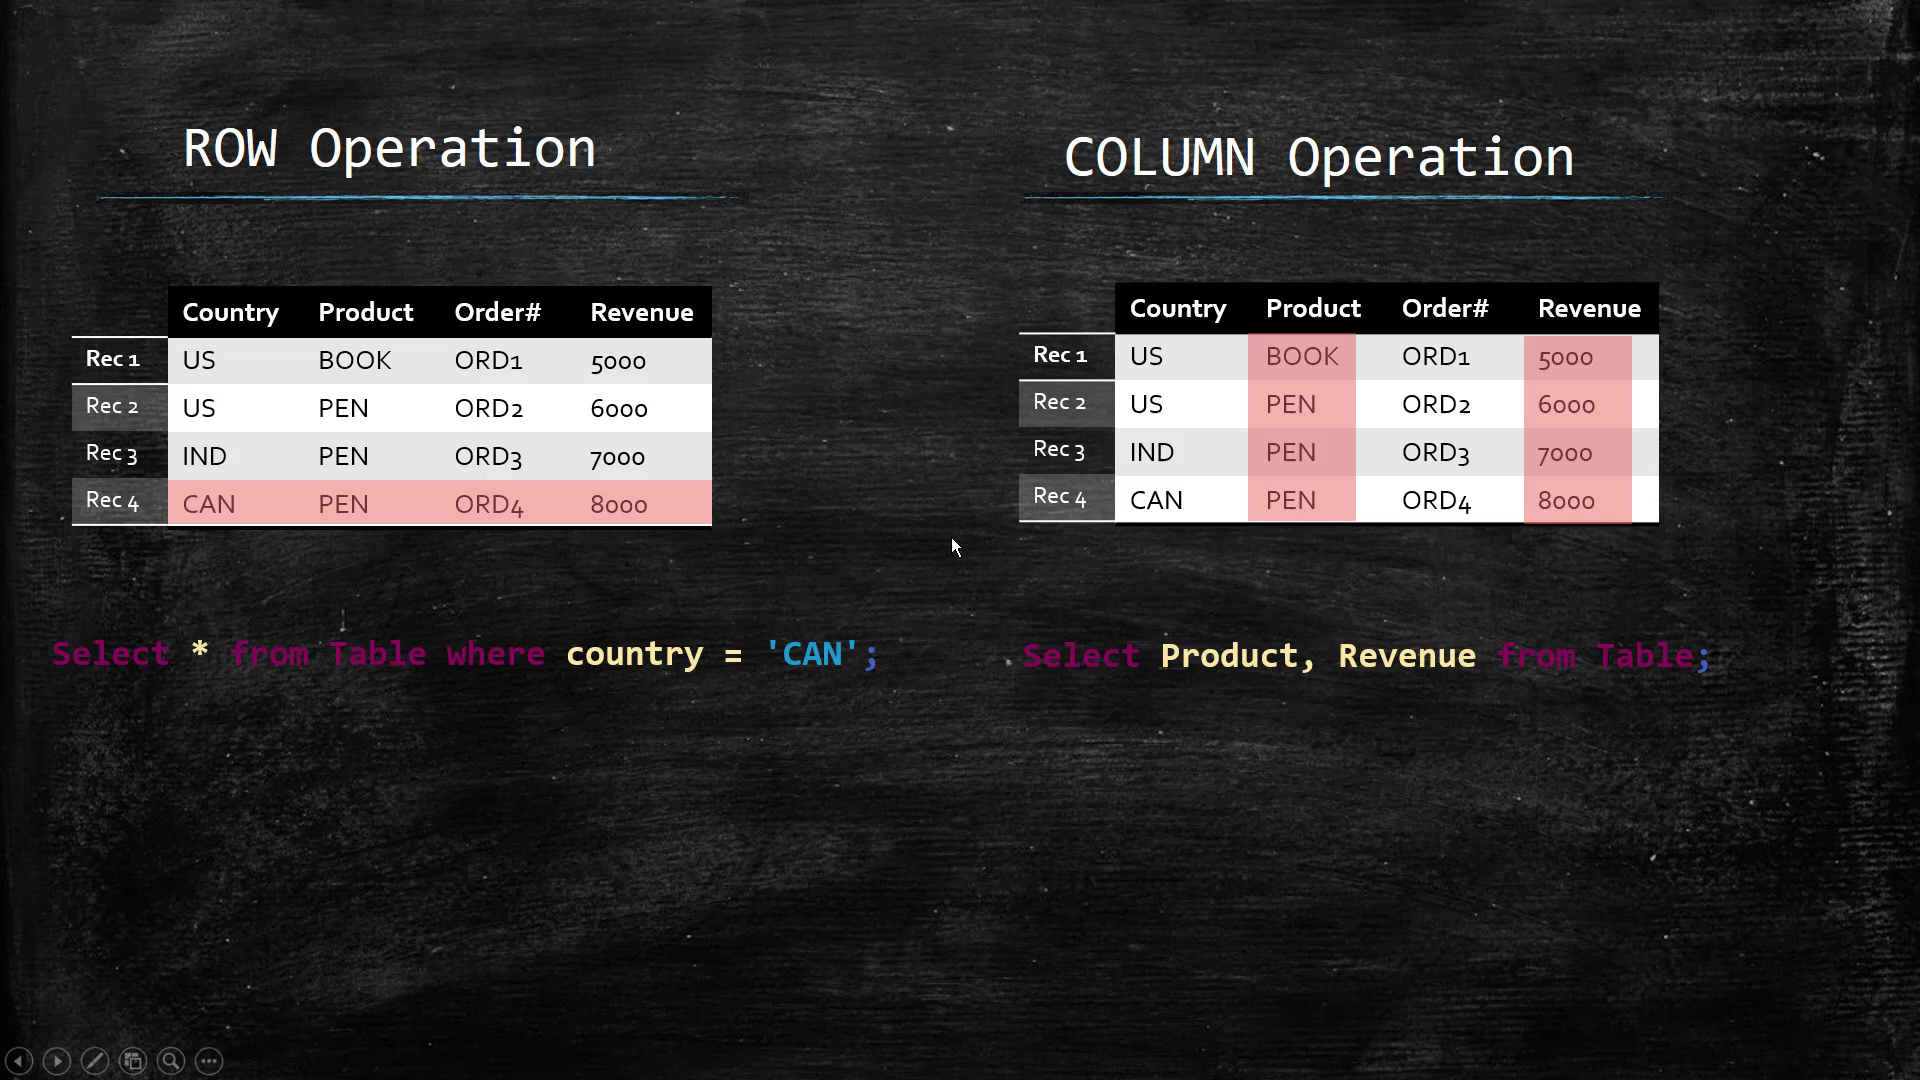 ROW Operation
Country Product Order# Revenue
Rec 1 US BOOK ORD1 5000
Rec 2 US PEN ORD2 6000
Rec 3 IND PEN ORD3 7000
Rec 4 CAN PEN ORD4 8000
Select * from Table where country = 'CAN';
COLUMN Operation
Country Product Order# Revenue
Rec 1 US BOOK ORD1 5000
Rec 2 US PEN ORD2 6000
Rec 3 IND PEN ORD3 7000
Rec 4 CAN PEN ORD4 8000
Select Product, Revenue from Table;